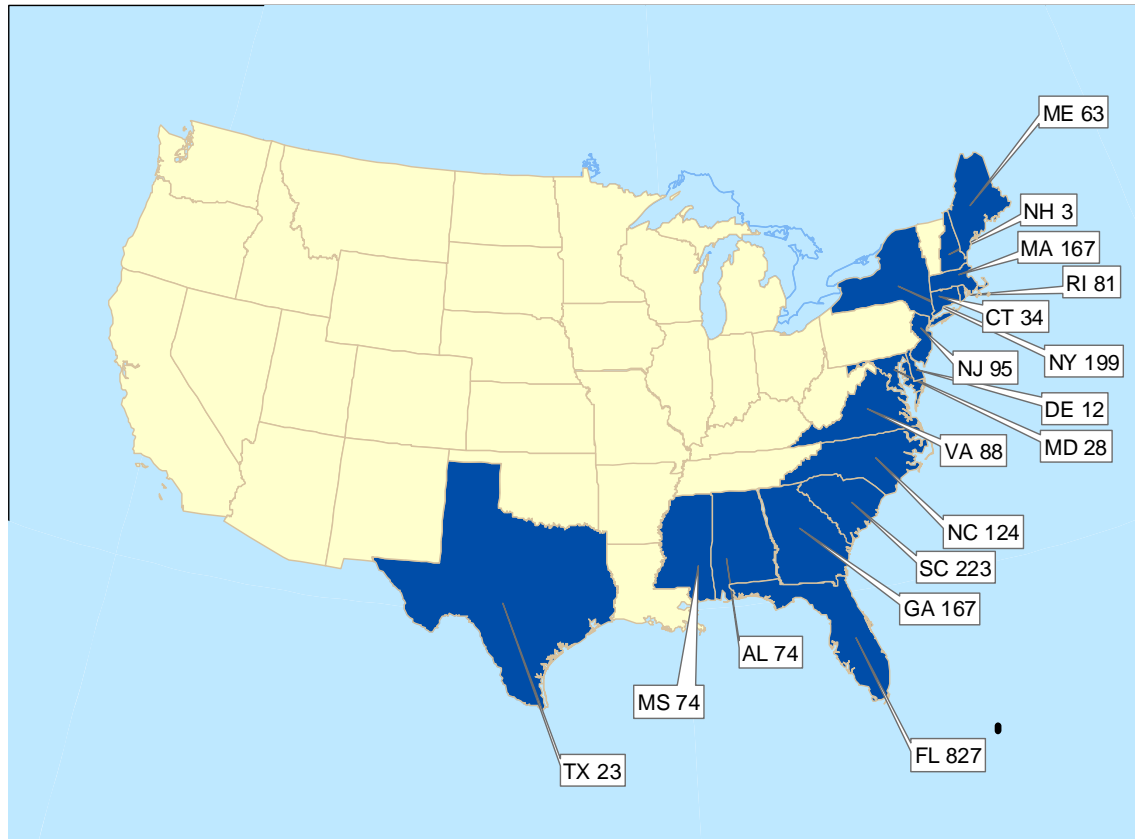 ME 63
NH 3
MA 167
RI 81
CT 34
NY 199
NJ 95
DE 12
MD 28
VA 88
NC 124
SC 223
GA 167
AL 74
MS 74
FL 827
TX 23